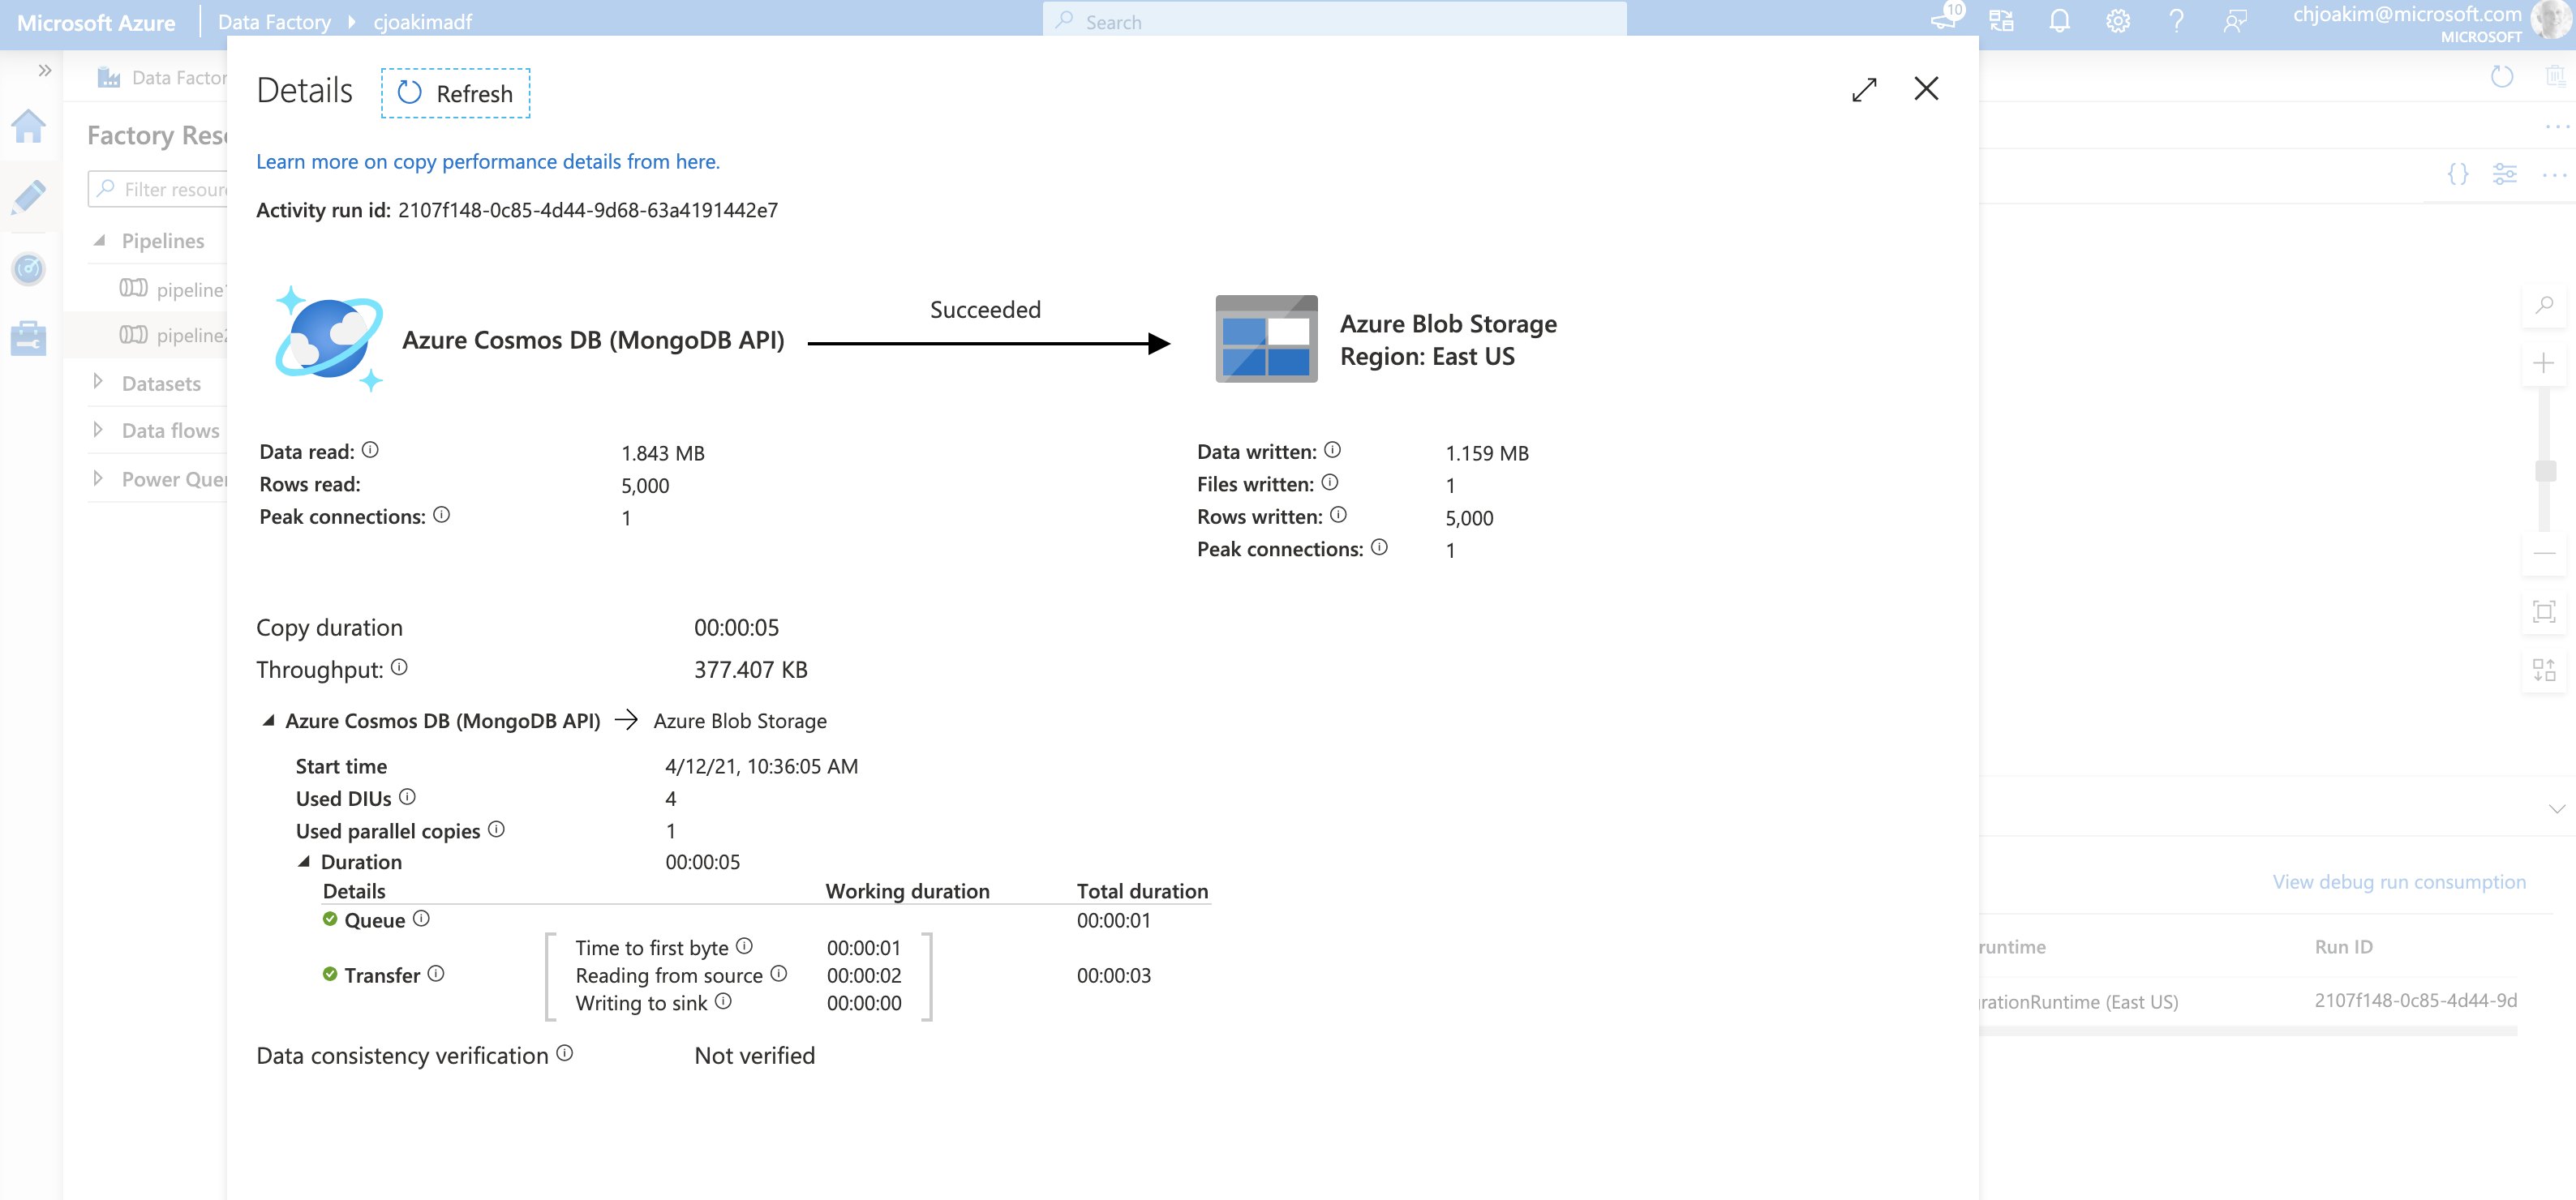 Microsoft Azure
Data Factory
cjoakimadf
Search
10
chjoakim@microsoft.com
MICROSOFT
Data Factor
Factory Res
Filter resour
Pipelines
pipeline1
pipeline2
Datasets
Data flows
Power Quer
Details
Refresh
Learn more on copy performance details from here.
Activity run id: 2107f148-0c85-4d44-9d68-63a4191442e7
Azure Cosmos DB (MongoDB API)
Succeeded
Azure Blob Storage
Region: East US
Data read: 1.843 MB
Rows read: 5,000
Peak connections: 1
Data written: 1.159 MB
Files written: 1
Rows written: 5,000
Peak connections: 1
Copy duration 00:00:05
Throughput: 377.407 KB
Azure Cosmos DB (MongoDB API) → Azure Blob Storage
Start time 4/12/21, 10:36:05 AM
Used DIUs 4
Used parallel copies 1
Duration 00:00:05
Details Working duration Total duration
Queue 00:00:01
Time to first byte 00:00:01
Transfer Reading from source 00:00:02 00:00:03
Writing to sink 00:00:00
Data consistency verification Not verified
View debug run consumption
runtime Run ID
rationRuntime (East US) 2107f148-0c85-4d44-9d